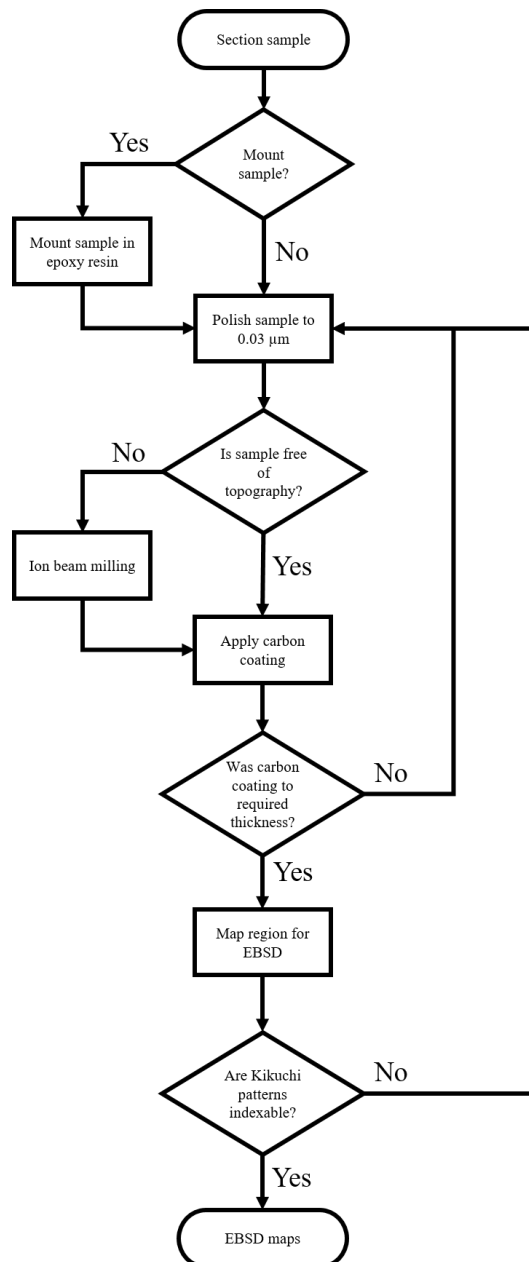 Section sample
Yes
Mount
sample?
Mount sample in
epoxy resin
No
Polish sample to
0.03 µm
No
Is sample free
of
topography?
Ion beam milling
Yes
Apply carbon
coating
Was carbon
coating to
required
thickness?
No
Yes
Map region for
EBSD
Are Kikuchi
patterns
indexable?
No
Yes
EBSD maps